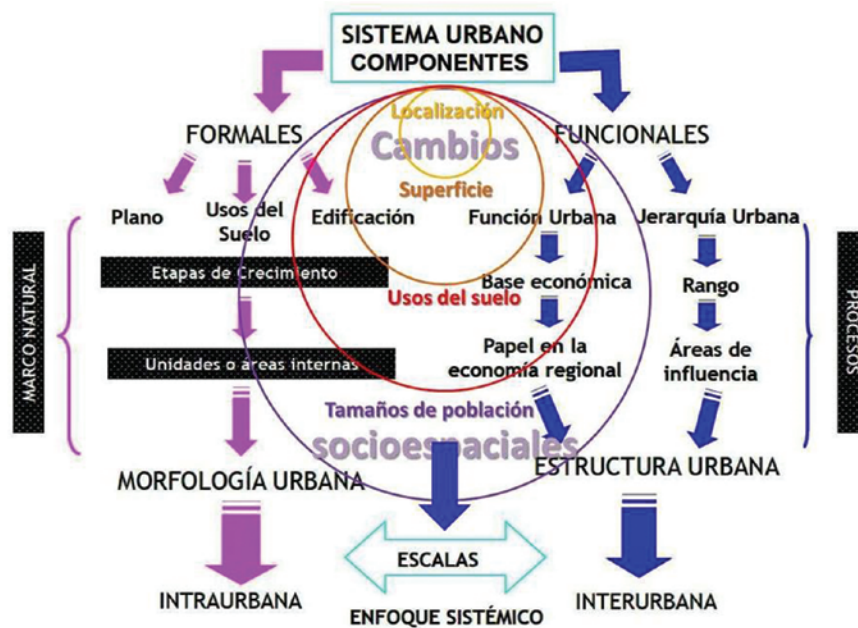 SISTEMA URBANO
COMPONENTES
Localización
FORMALES
Cambios
FUNCIONALES
Superficie
Plano
Usos del
Suelo
Edificación
Función Urbana
Jerarquía Urbana
MARCO NATURAL
PROCESOS
Etapas de Crecimiento
Usos del suelo
Base económica
Rango
Unidades o áreas internas
Papel en la
economía regional
Áreas de
influencia
Tamaños de población
socioespaciales
MORFOLOGÍA URBANA
ESTRUCTURA URBANA
ESCALAS
INTRAURBANA
INTERURBANA
ENFOQUE SISTÉMICO